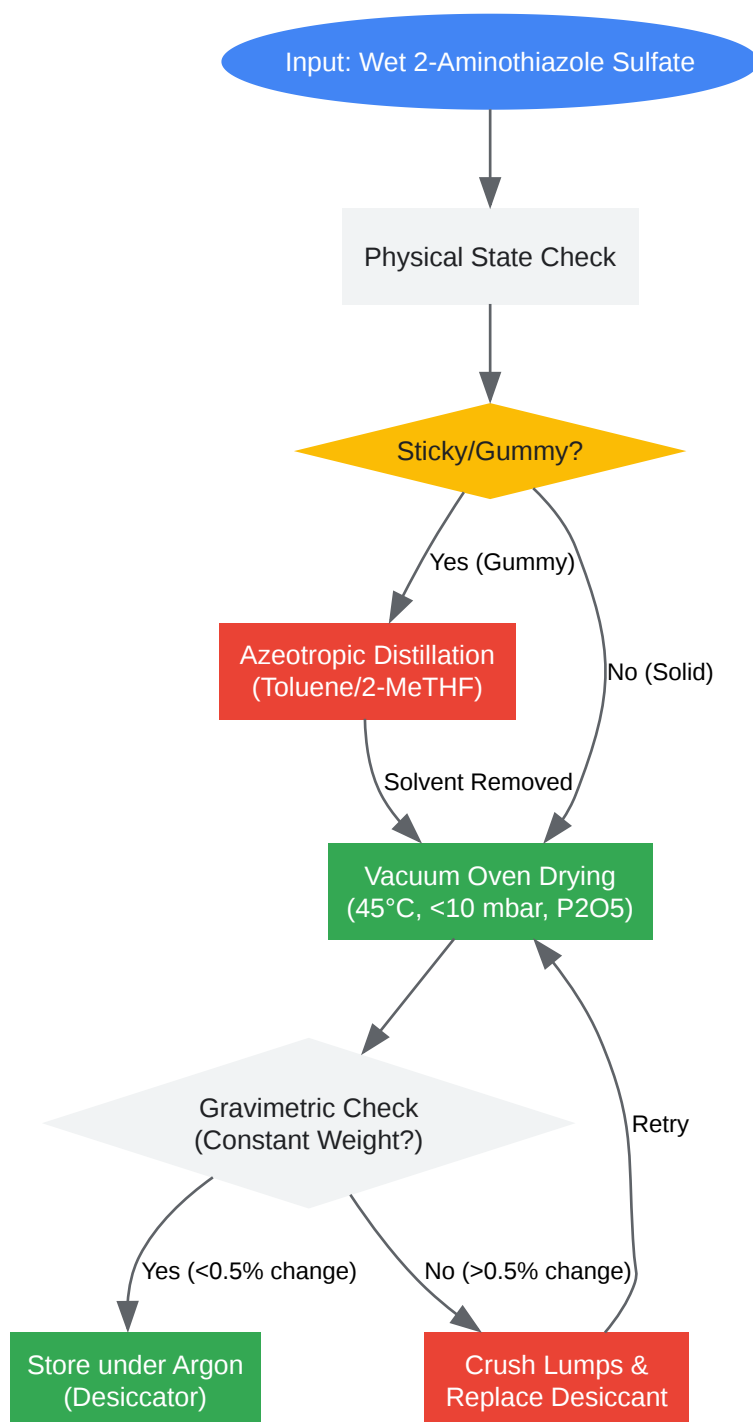 Input: Wet 2-Aminothiazole Sulfate
Physical State Check
Sticky/Gummy?
Yes (Gummy)
Azeotropic Distillation
(Toluene/2-MeTHF)
No (Solid)
Solvent Removed
Vacuum Oven Drying
(45°C, <10 mbar, P2O5)
Gravimetric Check
(Constant Weight?)
Retry
Yes (<0.5% change)
No (>0.5% change)
Store under Argon
(Desiccator)
Crush Lumps &
Replace Desiccant